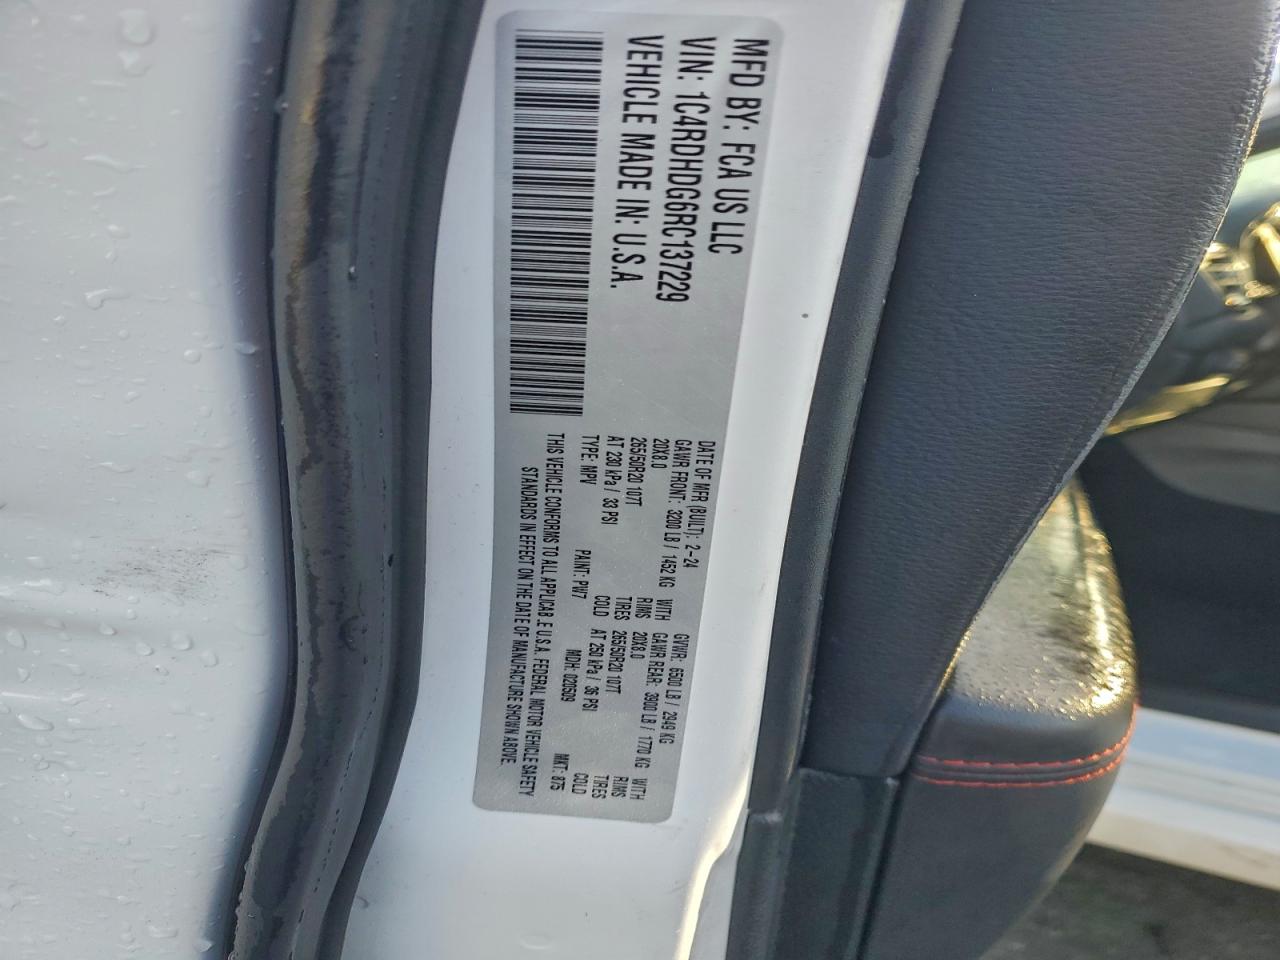 MFD BY: FCA US LLC
VIN: 1C4RDHDG6RC137229
VEHICLE MADE IN: U.S.A.
DATE OF MFR (BUILT): 2-24 GVWR: 6500 LB / 2949 KG
GAWR FRONT: 3200 LB / 1452 KG WITH GAWR REAR: 3900 LB / 1770 KG WITH
20X8.0 RIMS 20X8.0 RIMS
265/50R20 107T TIRES 265/50R20 107T TIRES
AT 230 kPa / 33 PSI COLD AT 250 kPa / 36 PSI COLD
TYPE: MPV PAINT: PW7 MDH: 020509 MKT: 875
THIS VEHICLE CONFORMS TO ALL APPLICAB.E U.S.A. FEDERAL MOTOR VEHICLE SAFETY
STANDARDS IN EFFECT ON THE DATE OF MANUFACTURE SHOWN ABOVE.